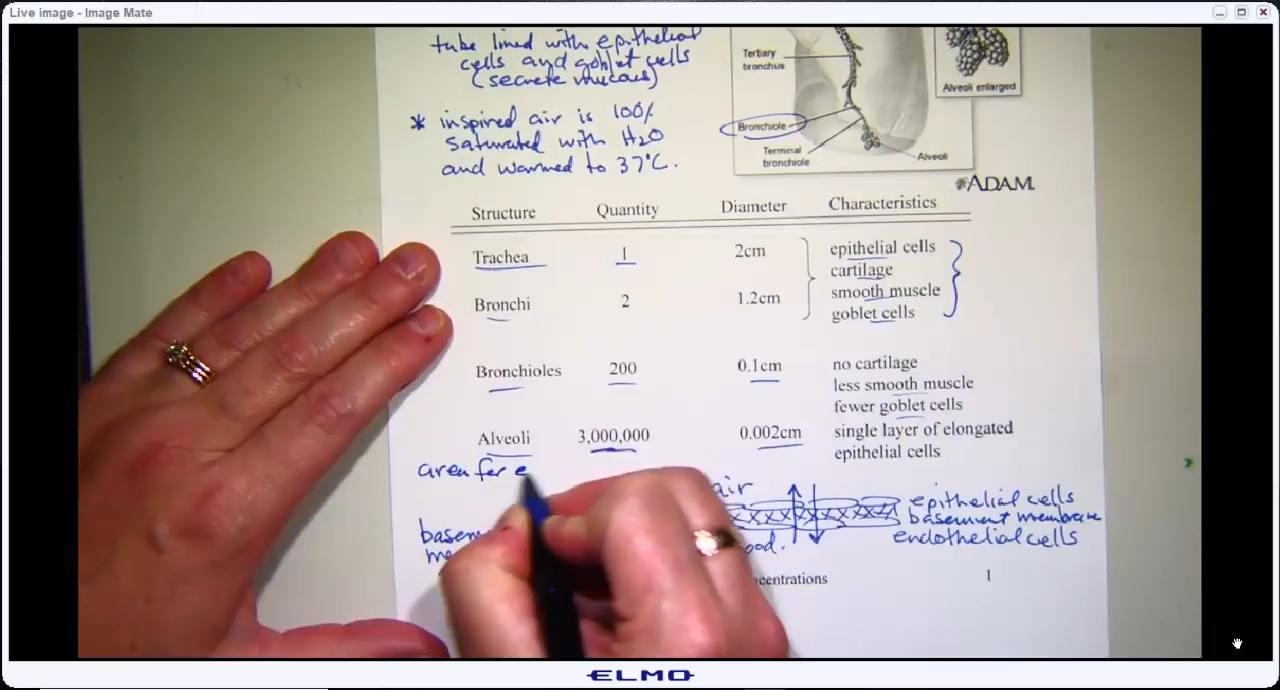 Live image - Image Mate
tube lined with epithelial
cells and goblet cells
(secrete mucous)
* inspired air is 100%
saturated with H2O
and warmed to 37°C.
Tertiary
bronchus
Bronchiole
Terminal
bronchiole
Alveoli
Alveoli enlarged
ADAM.
Structure Quantity Diameter Characteristics
Trachea 1 2cm epithelial cells
cartilage
Bronchi 2 1.2cm smooth muscle
goblet cells
Bronchioles 200 0.1cm no cartilage
less smooth muscle
fewer goblet cells
Alveoli 3,000,000 0.002cm single layer of elongated
epithelial cells
area for e
air
epithelial cells
basement membrane
endothelial cells
1
ELMO